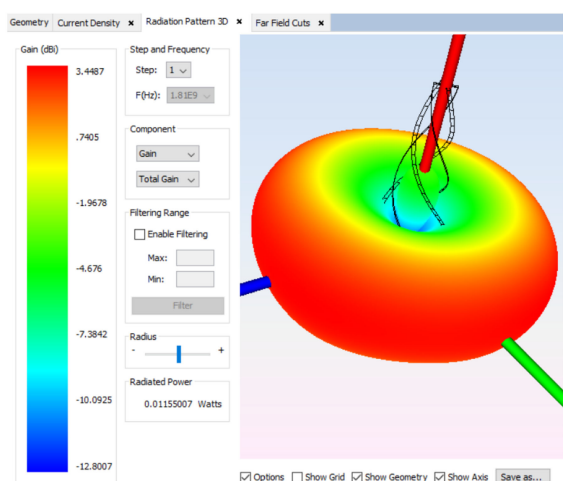 Geometry Current Density × Radiation Pattern 3D × Far Field Cuts ×
Gain (dBi)
3.4487
.7405
-1.9678
-4.676
-7.3842
-10.0925
-12.8007
Step and Frequency
Step: 1
F(Hz): 1.81E9
Component
Gain
Total Gain
Filtering Range
Enable Filtering
Max:
Min:
Filter
Radius
- +
Radiated Power
0.01155007 Watts
Options Show Grid Show Geometry Show Axis Save as...